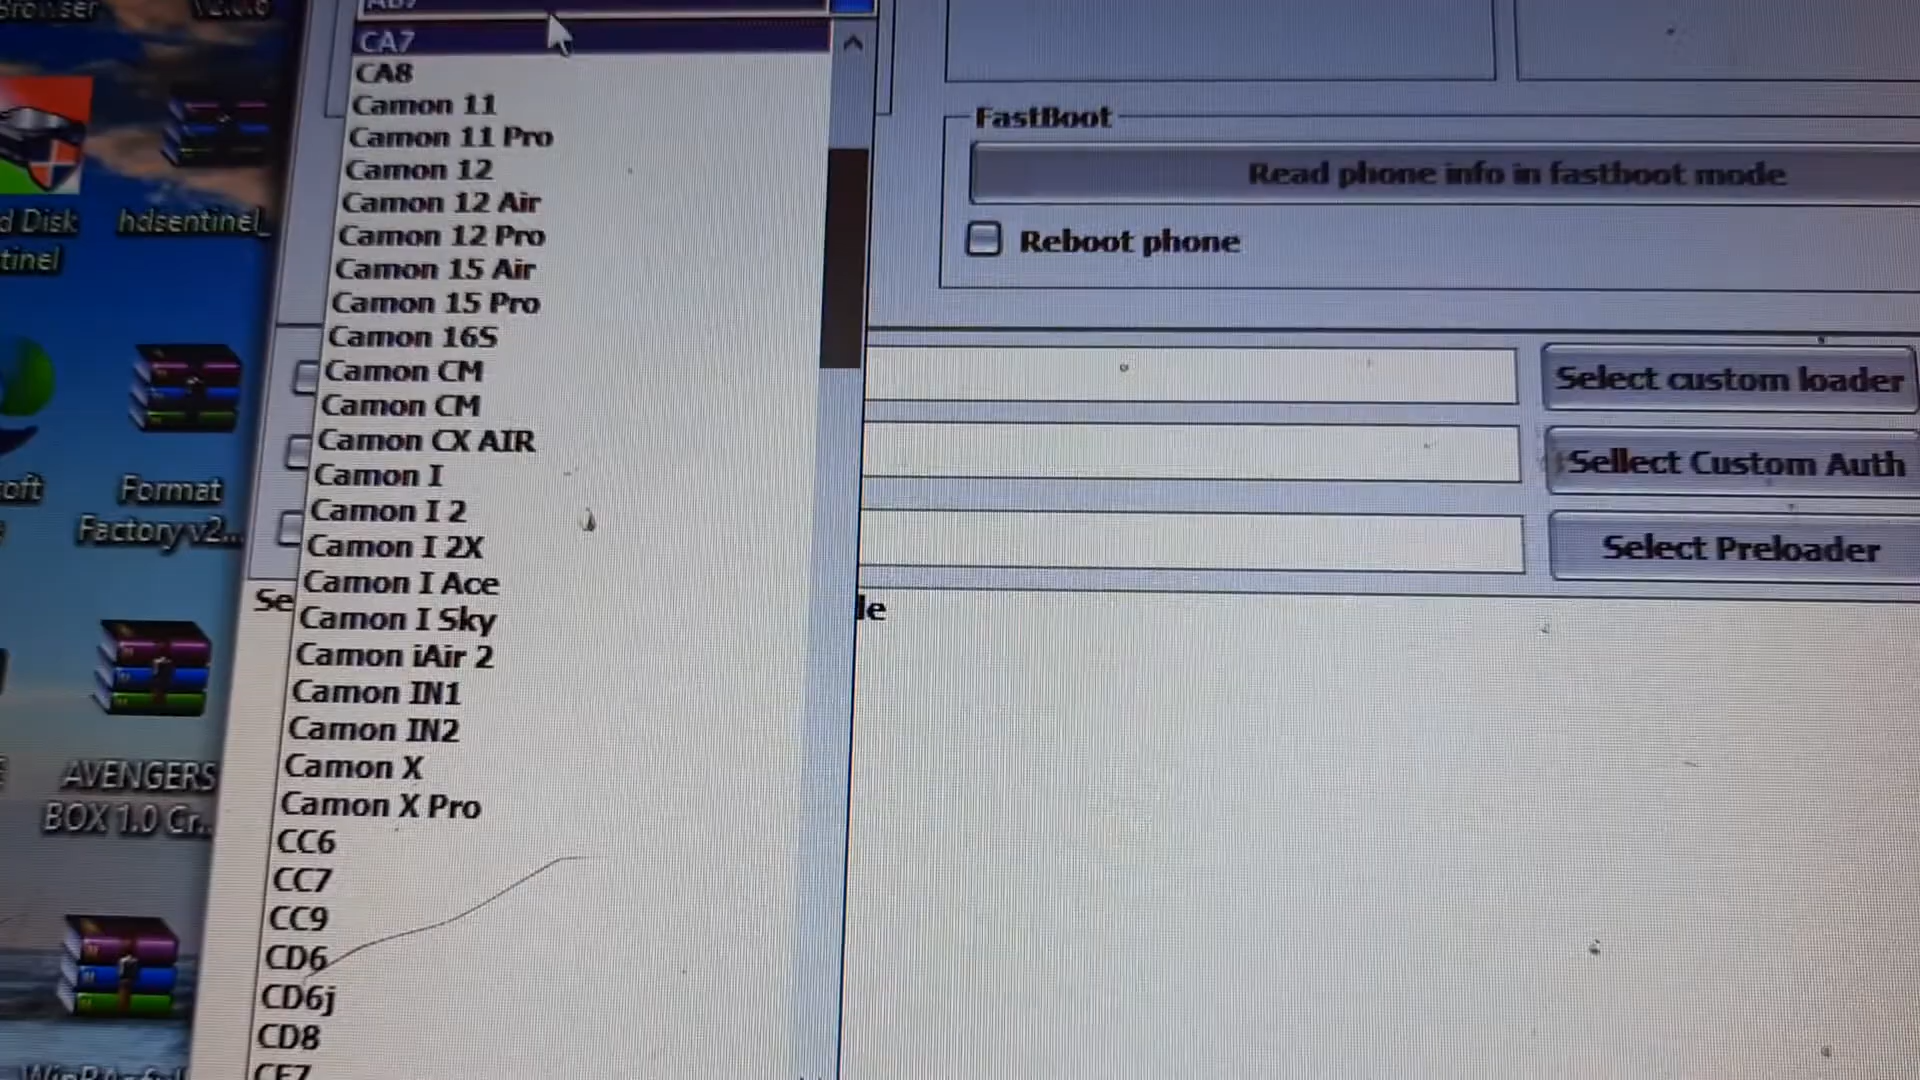 Browser
V2.0.6
CA7
CA8
Camon 11
Camon 11 Pro
Camon 12
Camon 12 Air
Camon 12 Pro
Camon 15 Air
Camon 15 Pro
Camon 16S
Camon CM
Camon CM
Camon CX AIR
Camon I
Camon I 2
Camon I 2X
Camon I Ace
Camon I Sky
Camon iAir 2
Camon IN1
Camon IN2
Camon X
Camon X Pro
CC6
CC7
CC9
CD6
CD6j
CD8
FastBoot
Read phone info in fastboot mode
Reboot phone
Select custom loader
Sellect Custom Auth
Select Preloader
Se
le
d Disk
tinel
hdsentinel_
oft
Format
Factory v2...
AVENGERS
BOX 1.0 Cr...